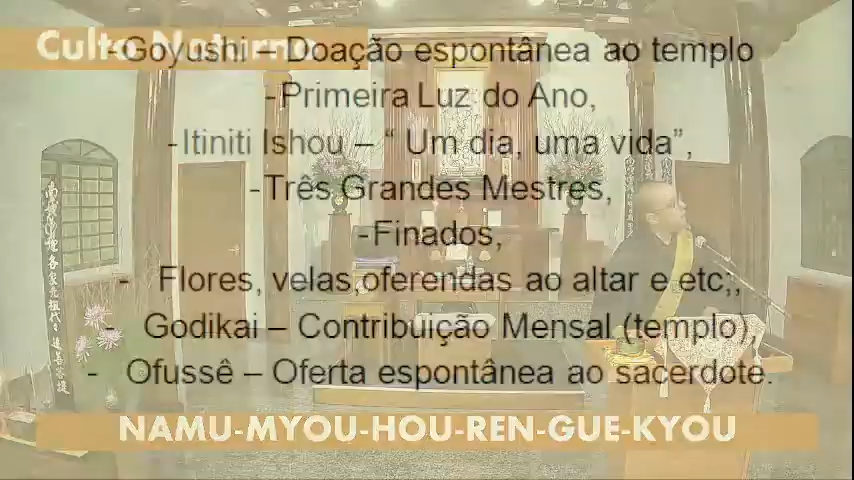 Culto Noturno
-Goyushi – Doação espontânea ao templo
-Primeira Luz do Ano,
-Itiniti Ishou – “ Um dia, uma vida”,
-Três Grandes Mestres,
-Finados,
- Flores, velas,oferendas ao altar e etc;,
- Godikai – Contribuição Mensal (templo),
- Ofussê – Oferta espontânea ao sacerdote.
NAMU-MYOU-HOU-REN-GUE-KYOU